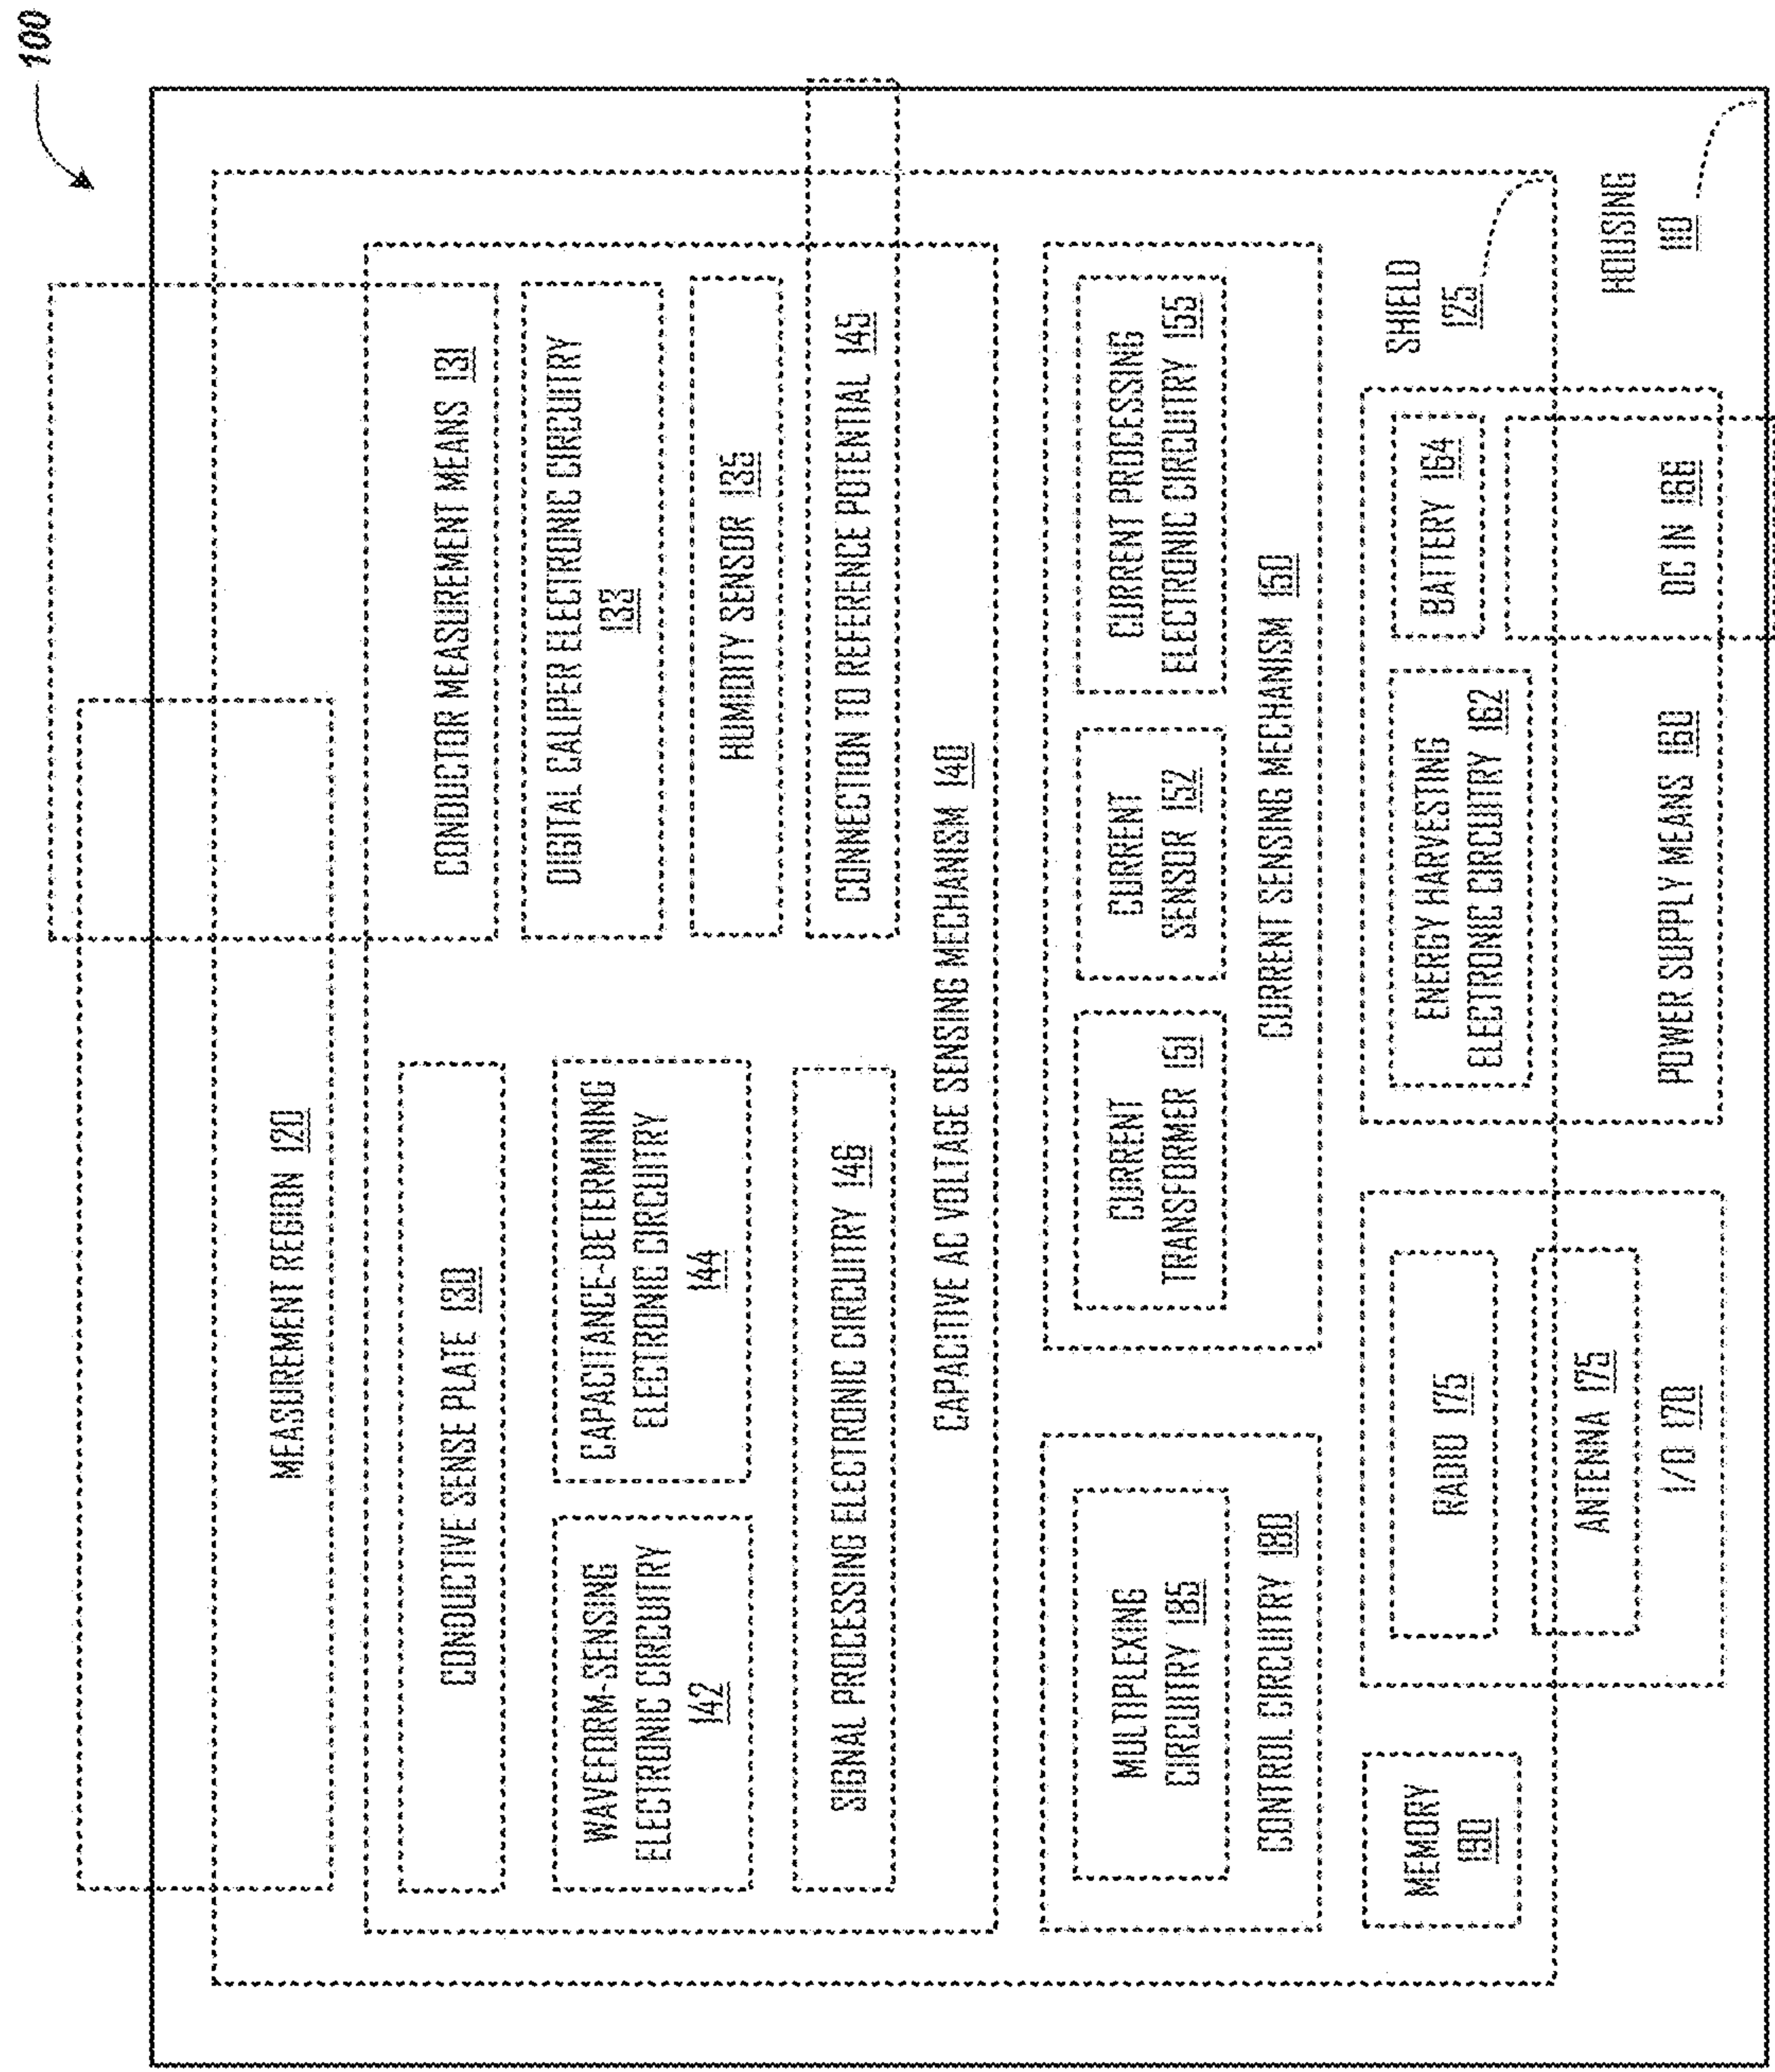 100
MEASUREMENT REGION 120
CONDUCTIVE SENSE PLATE 130
CONDUCTOR MEASUREMENT MEANS 131
WAVEFORM-SENSING
ELECTRONIC CIRCUITRY
142
CAPACITANCE-DETERMINING
ELECTRONIC CIRCUITRY
144
DIGITAL CALIPER ELECTRONIC CIRCUITRY
133
HUMIDITY SENSOR 135
SIGNAL PROCESSING ELECTRONIC CIRCUITRY 146
CONNECTION TO REFERENCE POTENTIAL 145
CAPACITIVE AC VOLTAGE SENSING MECHANISM 140
MULTIPLEXING
CIRCUITRY 185
CONTROL CIRCUITRY 180
CURRENT
TRANSFORMER 151
CURRENT
SENSOR 152
CURRENT PROCESSING
ELECTRONIC CIRCUITRY 155
CURRENT SENSING MECHANISM 150
MEMORY
190
RADIO 175
ANTENNA 175
I/O 170
ENERGY HARVESTING
ELECTRONIC CIRCUITRY 162
BATTERY 164
DC IN 166
POWER SUPPLY MEANS 160
SHIELD
125
HOUSING
110